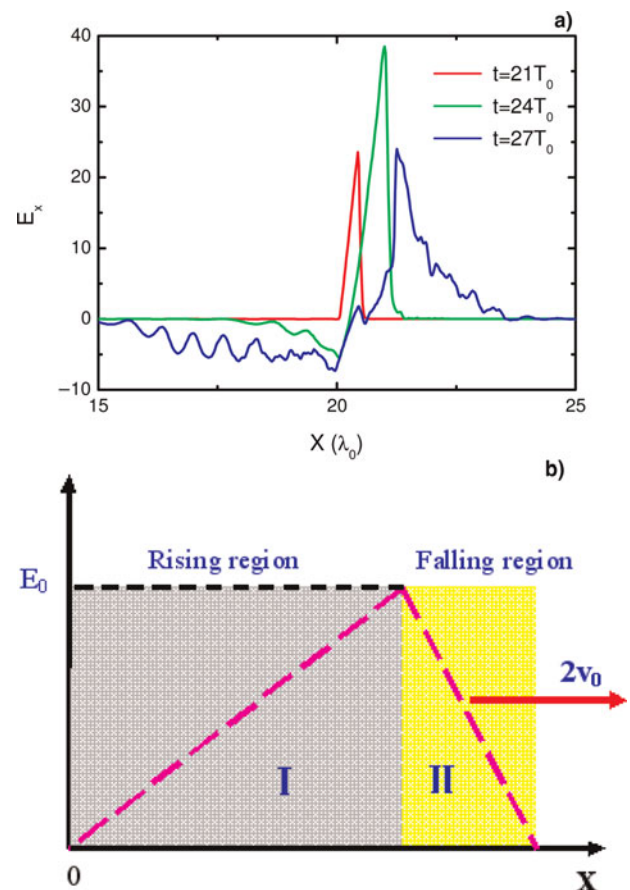 a)
40
30
20
10
0
−10
E_x
t=21T_0
t=24T_0
t=27T_0
15
20
25
X (λ_0)
b)
Rising region
Falling region
E_0
2v_0
I
II
0
X